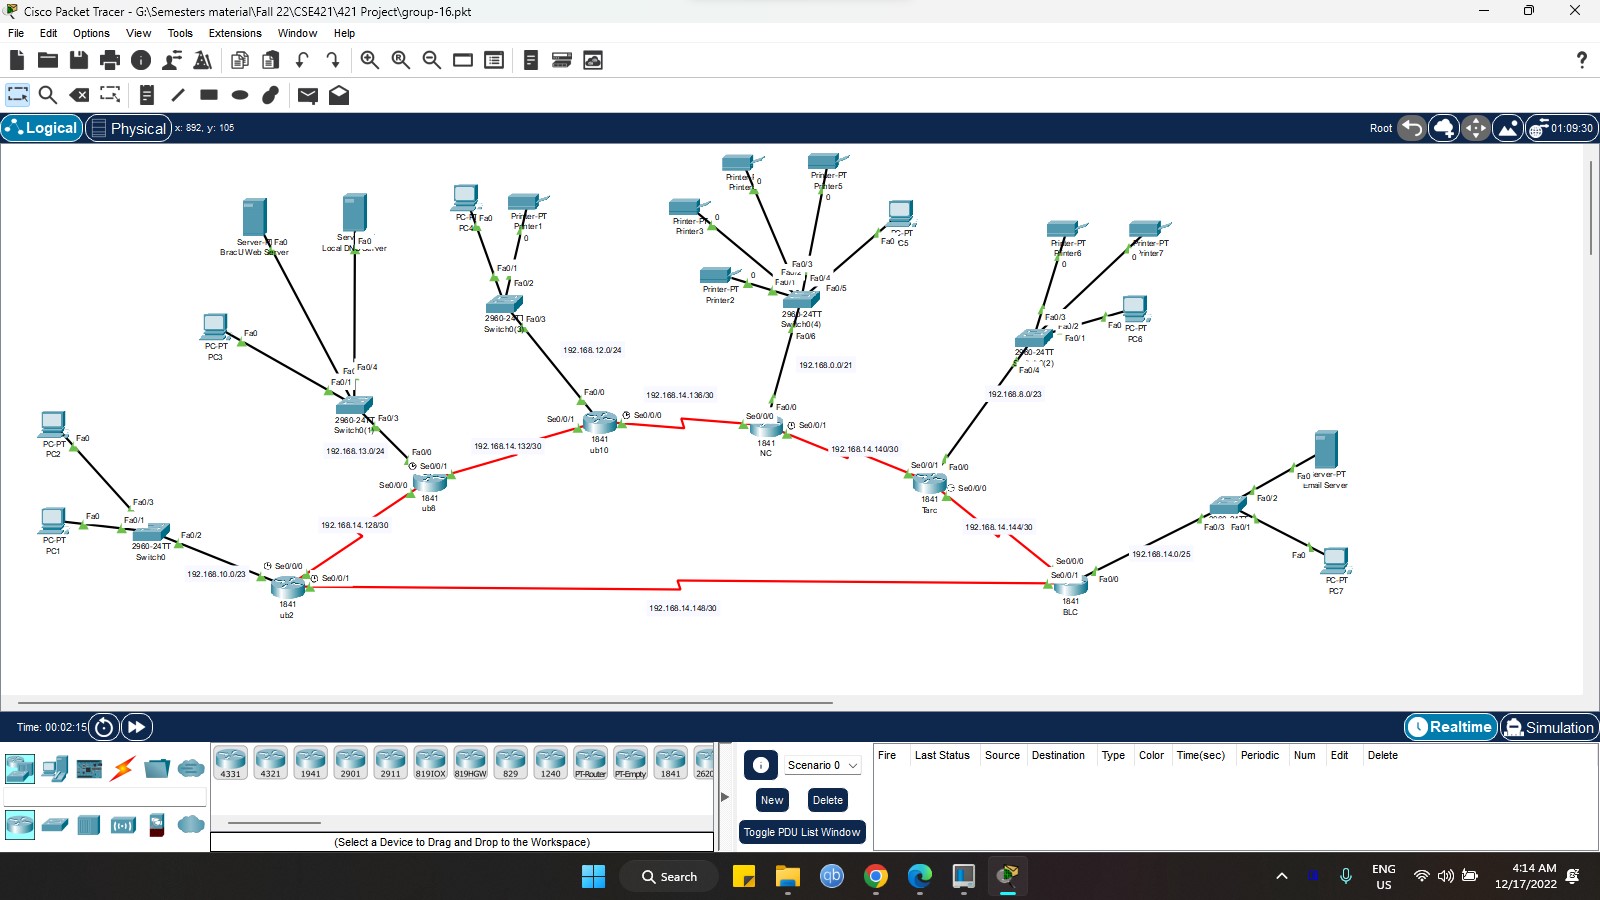 Cisco Packet Tracer - G:\Semesters material\Fall 22\CSE421\421 Project\group-16.pkt
File Edit Options View Tools Extensions Window Help
?
Logical Physical x: 892, y: 105
Root 01:09:30
Server-PT Fa0
BracU Web Server
Fa0
Local DNS Server
PC-PT Fa0
PC4
Printer-PT
Printer1
0
Printer-PT
0
Printer-PT
Printer5
0
Printer-PT
Printer3
0
Printer-PT
Printer2
0
PC-PT
Fa0
Printer-PT
Printer6
0
Printer-PT
Printer7
0
Fa0
PC-PT
PC6
Fa0/1
Fa0/2
2960-24TT
Fa0/3
Fa0/3
Fa0/2
Fa0/1
Fa0/4
Fa0/5
2960-24TT
Switch0(4)
Fa0/6
Fa0/3
Fa0/2
Fa0/1
2960-24TT
Fa0/4
Fa0
PC-PT
PC3
Fa0/4
Fa0/1
2960-24TT
Switch0(1)
Fa0/3
192.168.12.0/24
192.168.0.0/21
192.168.8.0/23
192.168.13.0/24
Fa0/0
Se0/0/1
Se0/0/0
1841
ub10
192.168.14.136/30
Fa0/0
Se0/0/0
Se0/0/1
1841
NC
192.168.14.132/30
192.168.14.140/30
Fa0/0
Se0/0/1
Se0/0/0
1841
ub8
Se0/0/1
Fa0/0
Se0/0/0
1841
Tarc
PC-PT
PC2
Fa0
Fa0
PC-PT
PC1
Fa0/3
Fa0/1
Fa0/2
2960-24TT
Switch0
192.168.10.0/23
192.168.14.128/30
192.168.14.144/30
192.168.14.0/25
Se0/0/0
Se0/0/1
1841
ub2
192.168.14.148/30
Se0/0/0
Se0/0/1
Fa0/0
1841
BLC
Fa0
Server-PT
Email Server
Fa0/2
Fa0/3
Fa0/1
Fa0
PC-PT
PC7
Time: 00:02:15
Realtime Simulation
4331 4321 1941 2901 2911 819IOX 819HGW 829 1240 PT-Router PT-Empty 1841 2620
(Select a Device to Drag and Drop to the Workspace)
Scenario 0
New Delete
Toggle PDU List Window
Fire Last Status Source Destination Type Color Time(sec) Periodic Num Edit Delete
Search
ENG
US
4:14 AM
12/17/2022